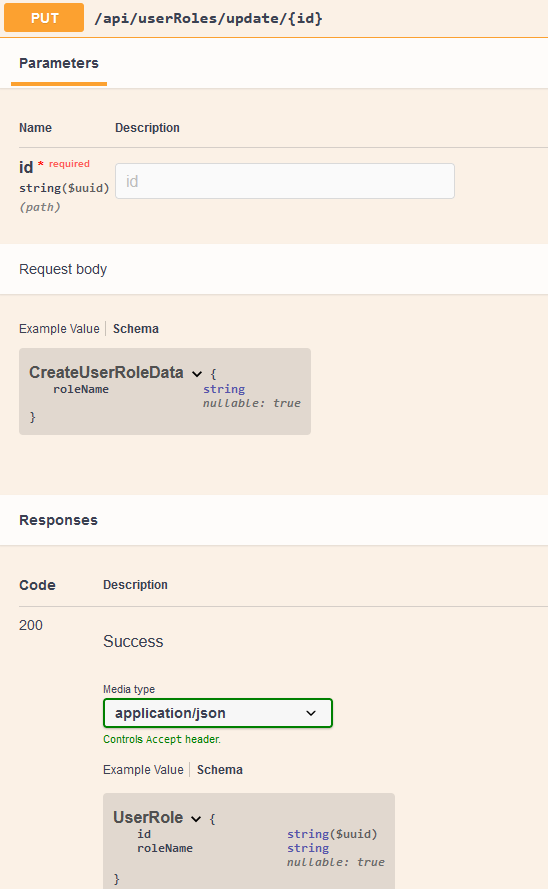 PUT /api/userRoles/update/{id}
Parameters
Name Description
id * required
string($uuid)
(path)
id
Request body
Example Value Schema
CreateUserRoleData {
roleName string
nullable: true
}
Responses
Code Description
200
Success
Media type
application/json
Controls Accept header.
Example Value Schema
UserRole {
id string($uuid)
roleName string
nullable: true
}